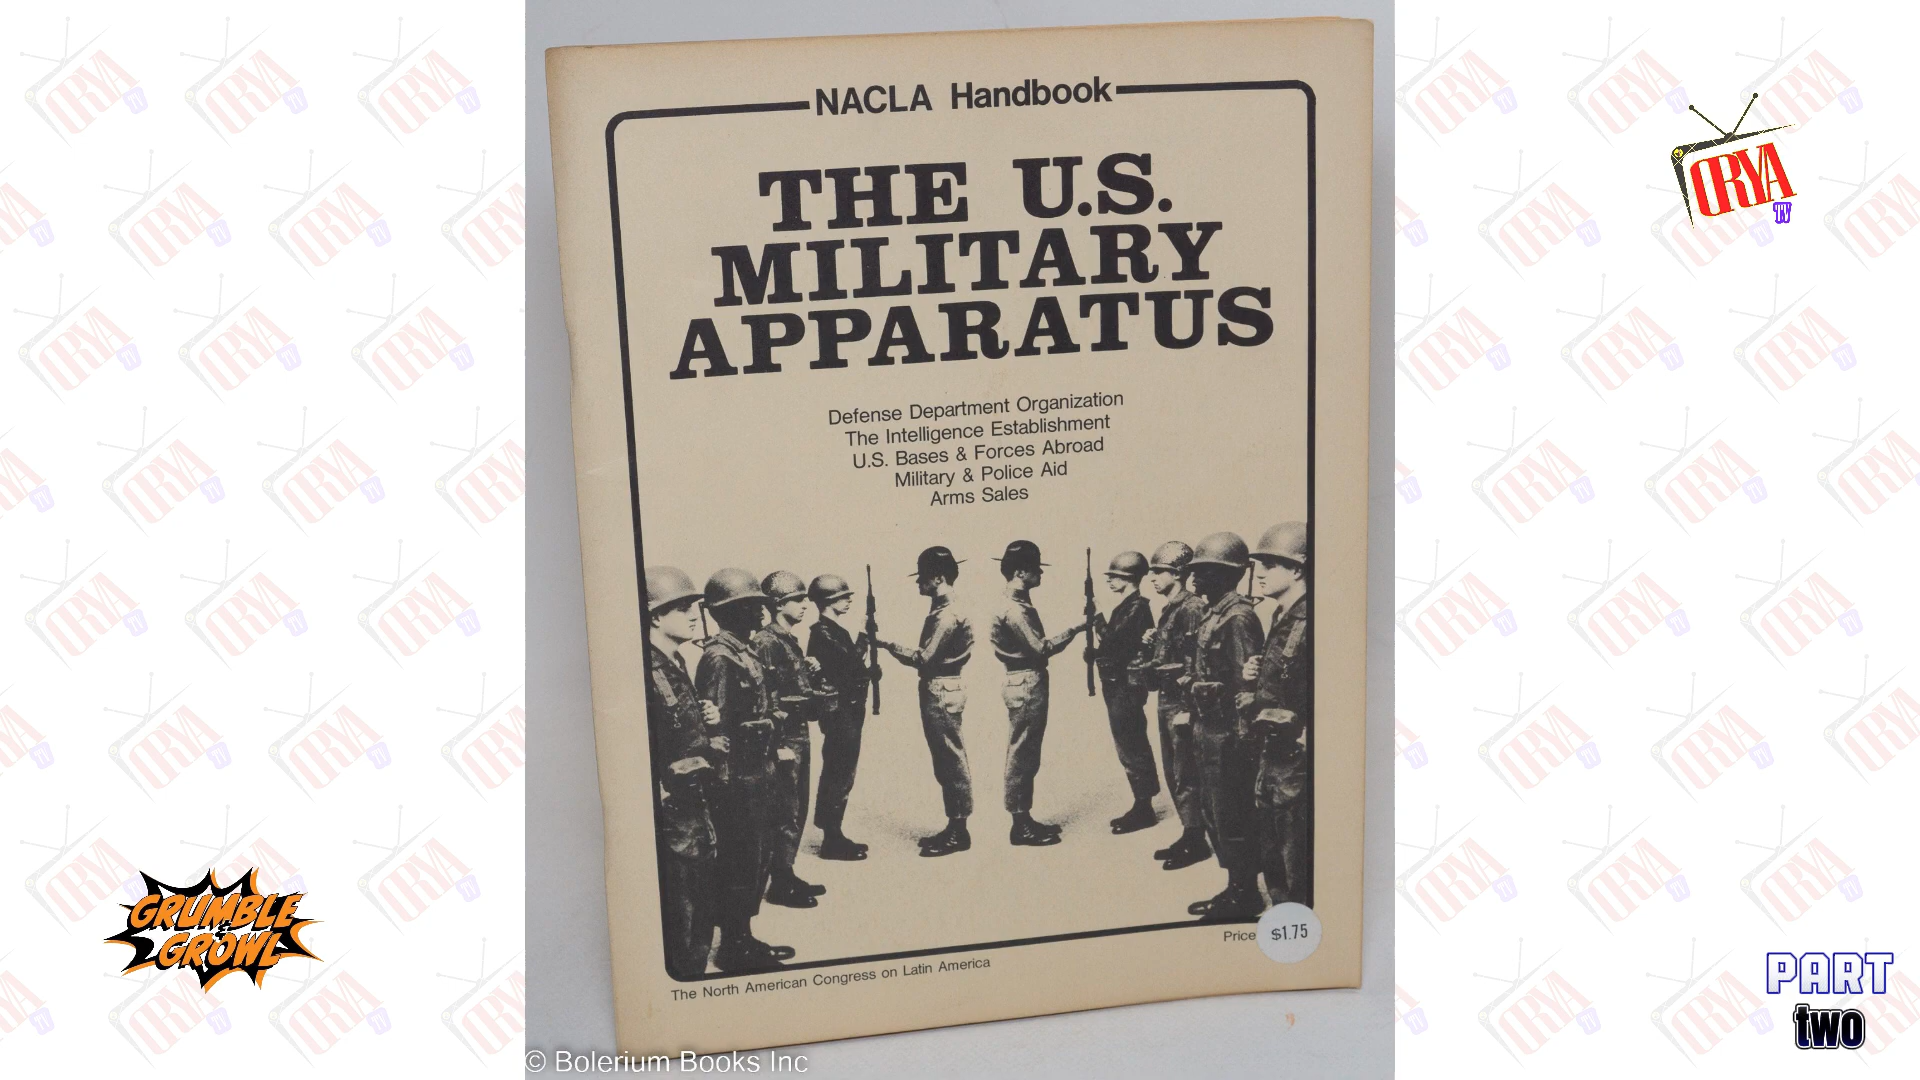 NACLA Handbook
THE U.S.
MILITARY
APPARATUS
Defense Department Organization
The Intelligence Establishment
U.S. Bases & Forces Abroad
Military & Police Aid
Arms Sales
Price $1.75
The North American Congress on Latin America
© Bolerium Books Inc
ORYA
TV
GRUMBLE
&
GROWL
PART
two